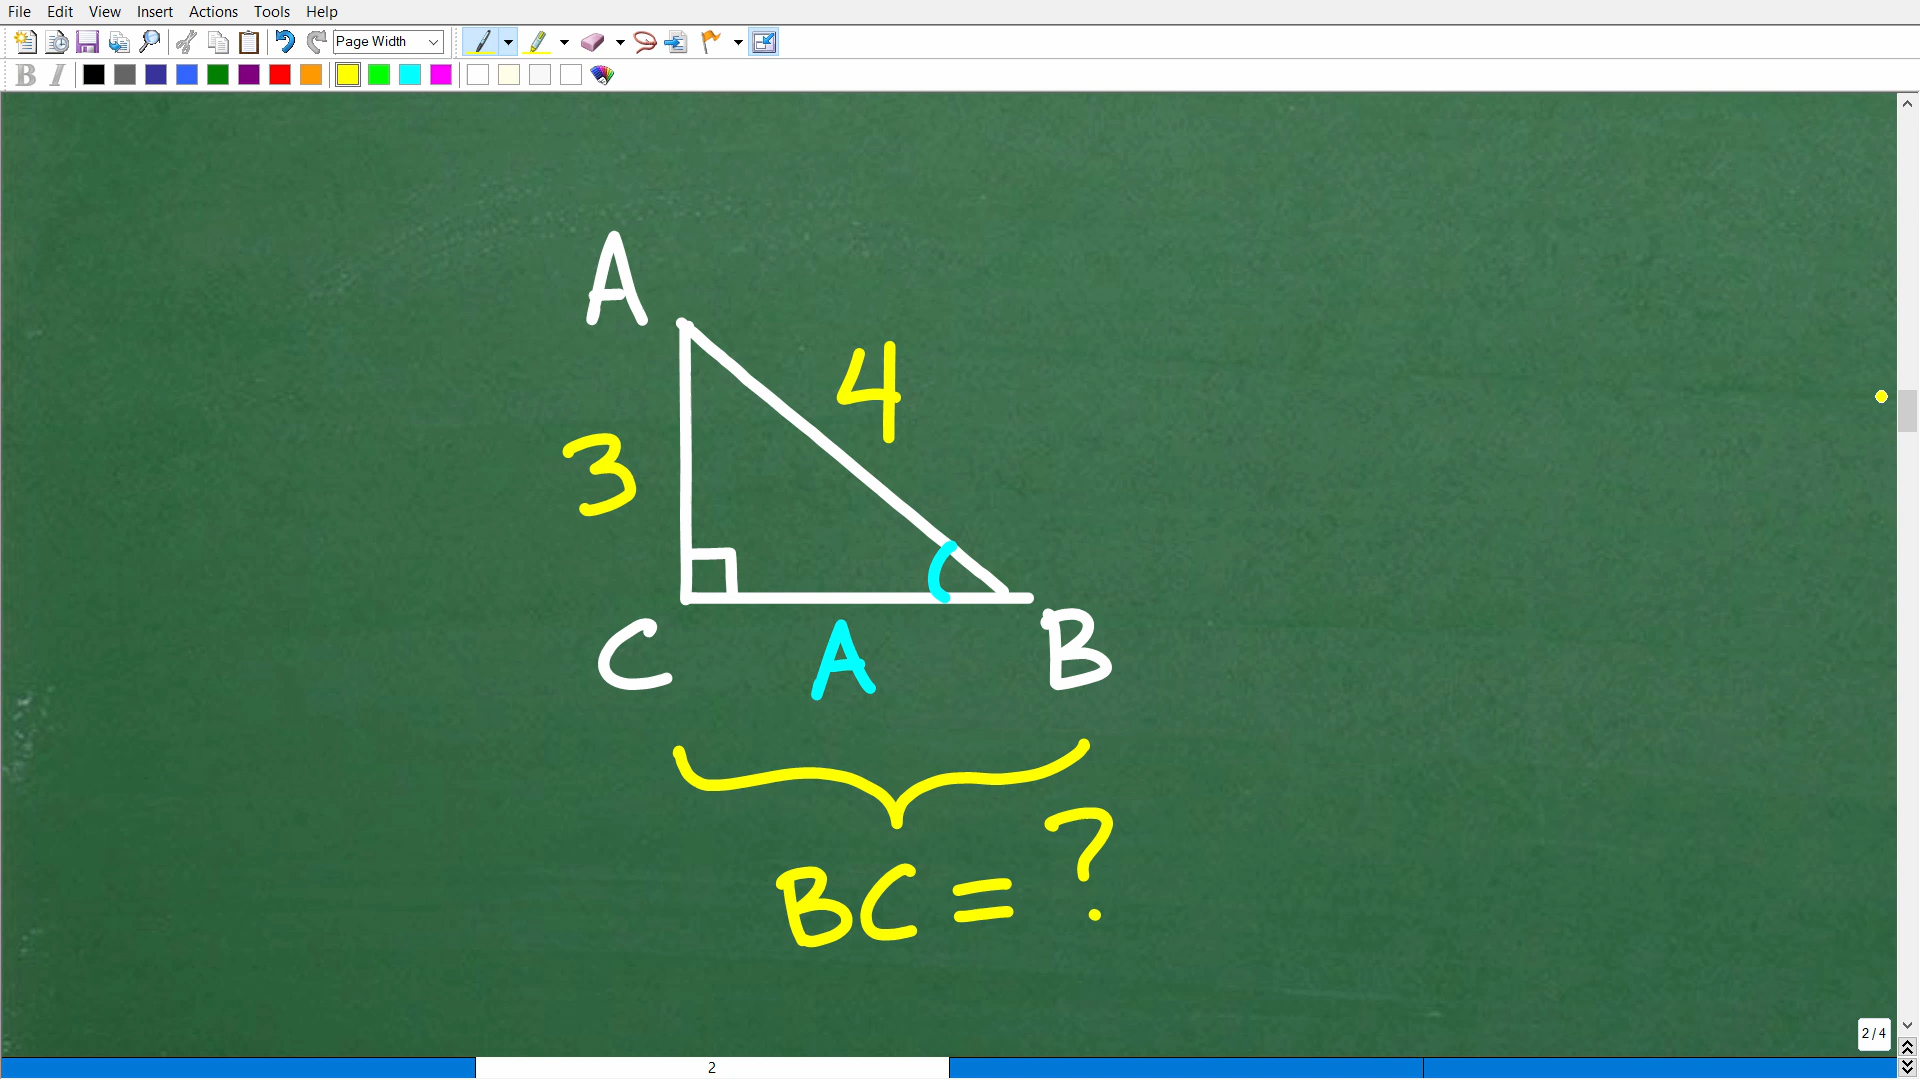 File Edit View Insert Actions Tools Help
Page Width
B I
A
4
3
C A B
BC = ?
2 / 4
2